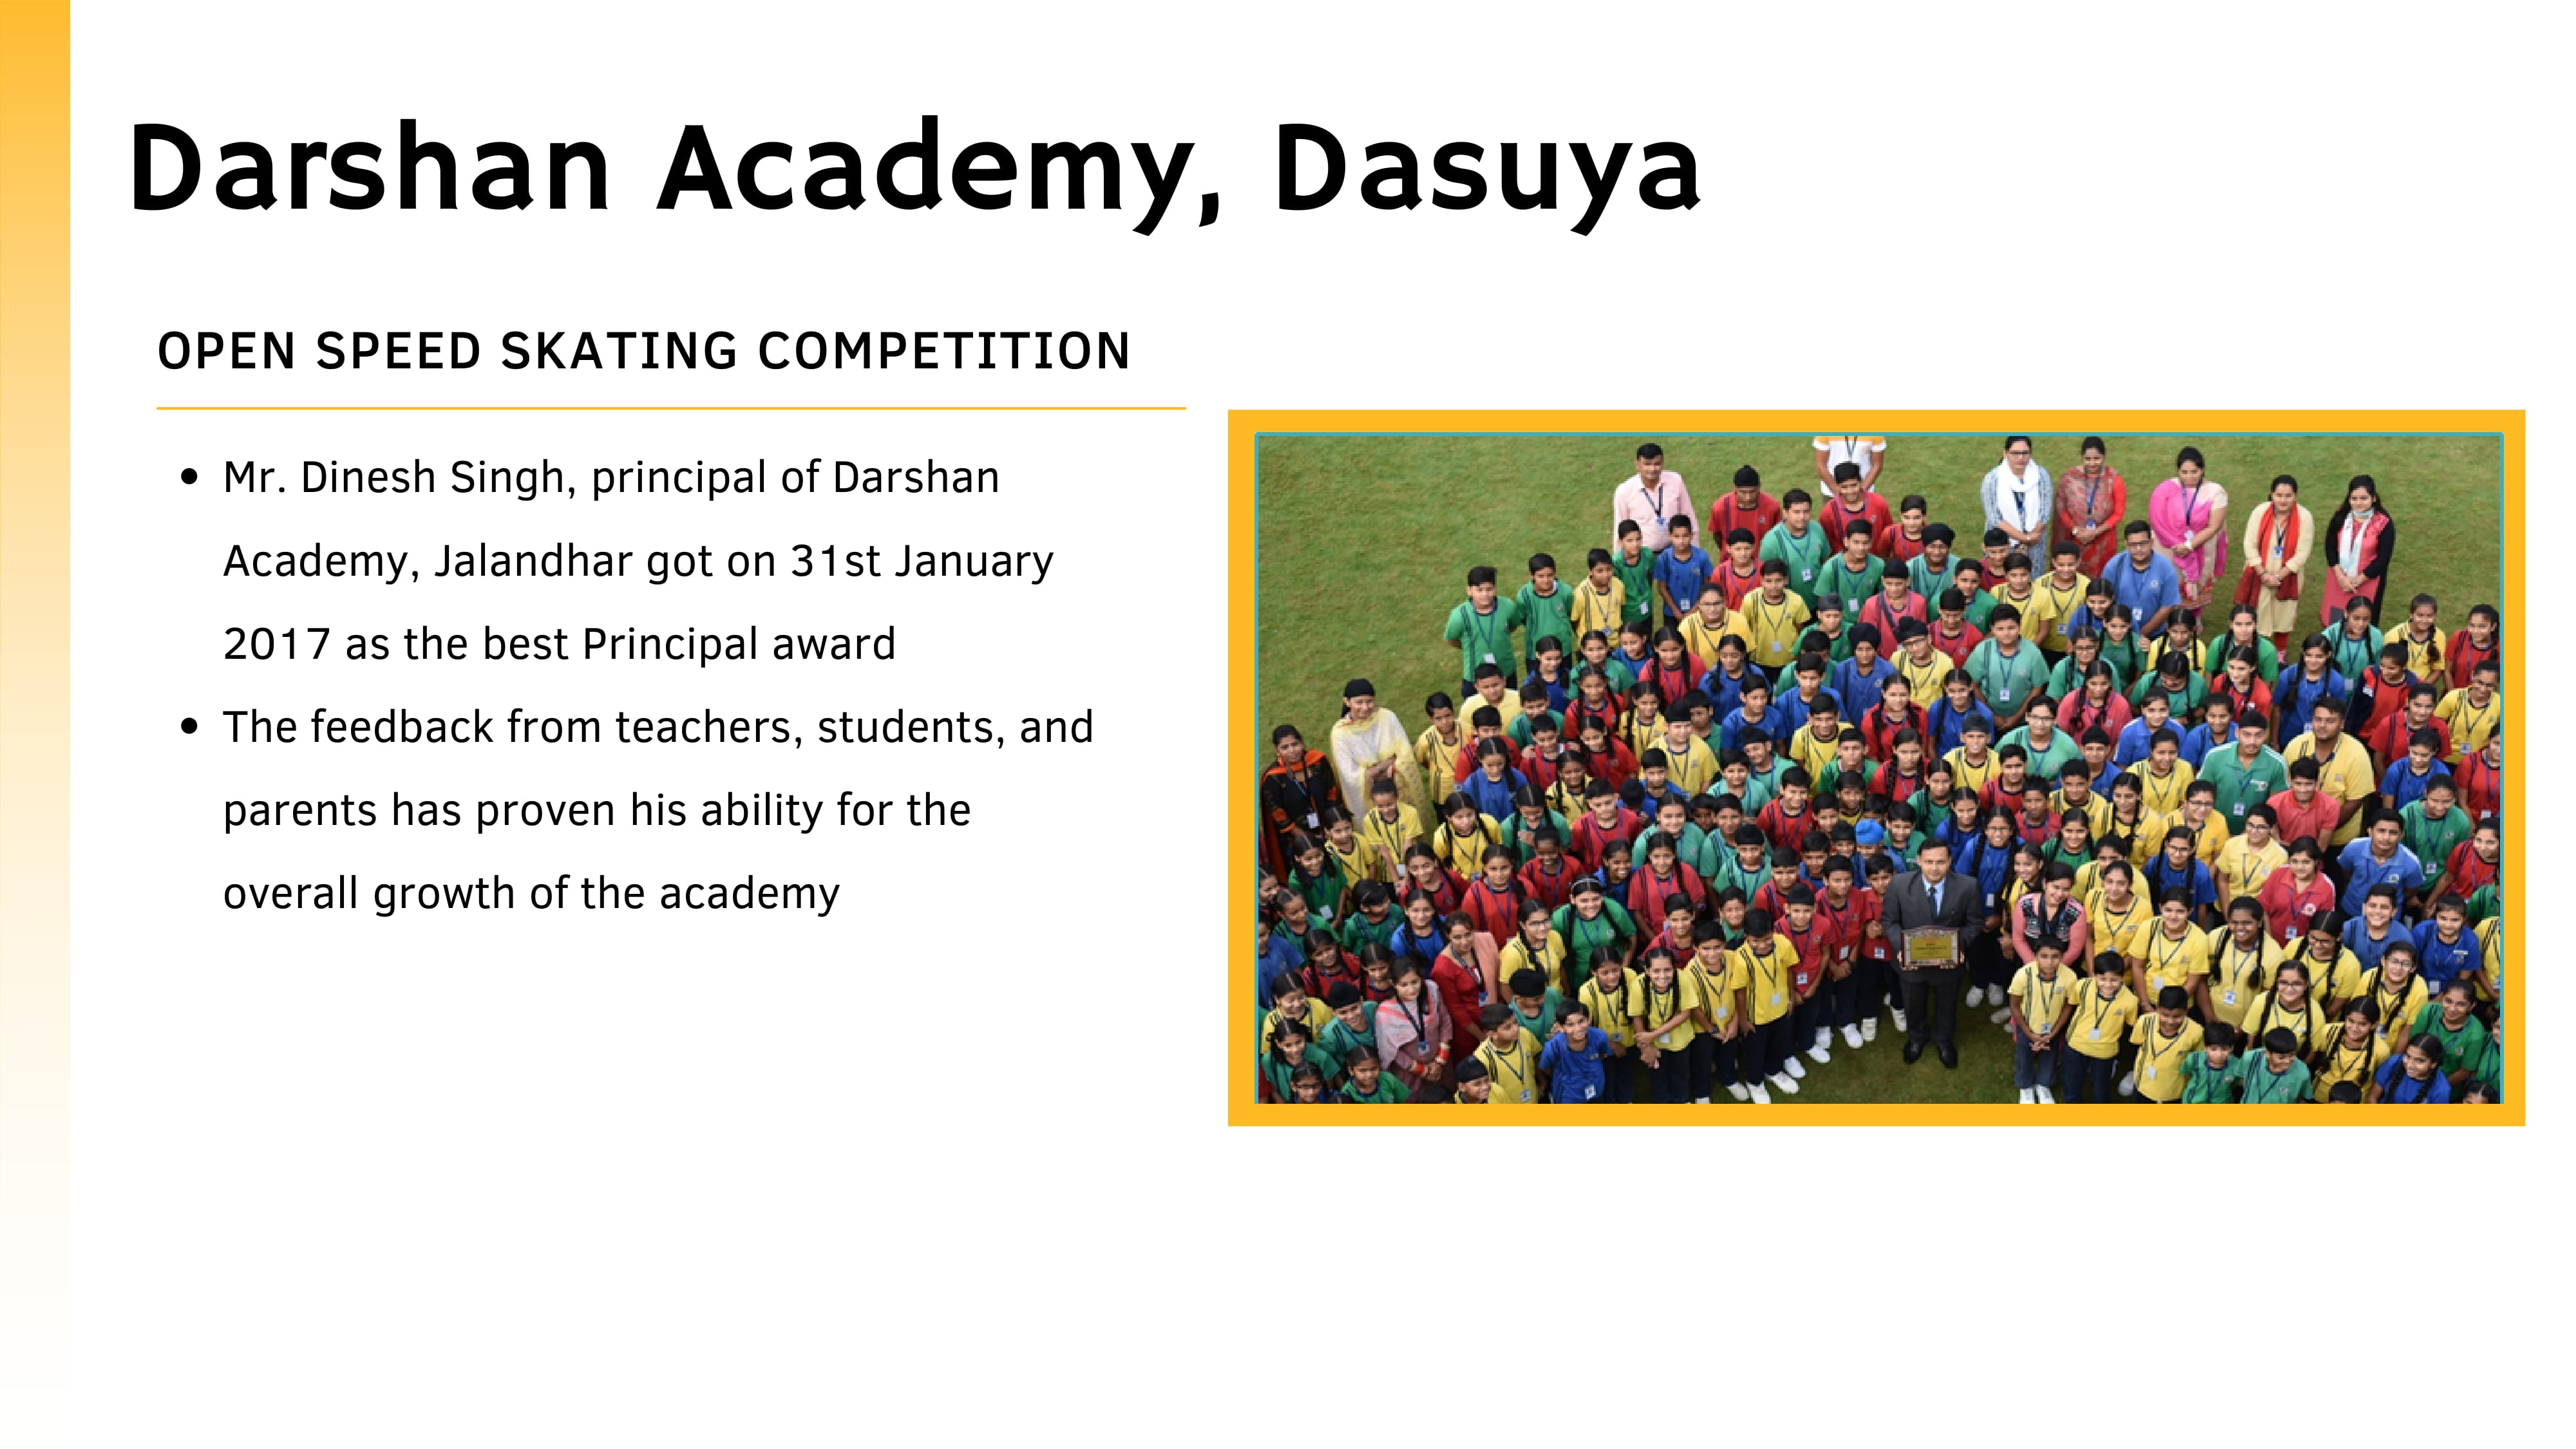 Darshan Academy, Dasuya
OPEN SPEED SKATING COMPETITION
• Mr. Dinesh Singh, principal of Darshan
Academy, Jalandhar got on 31st January
2017 as the best Principal award
• The feedback from teachers, students, and
parents has proven his ability for the
overall growth of the academy